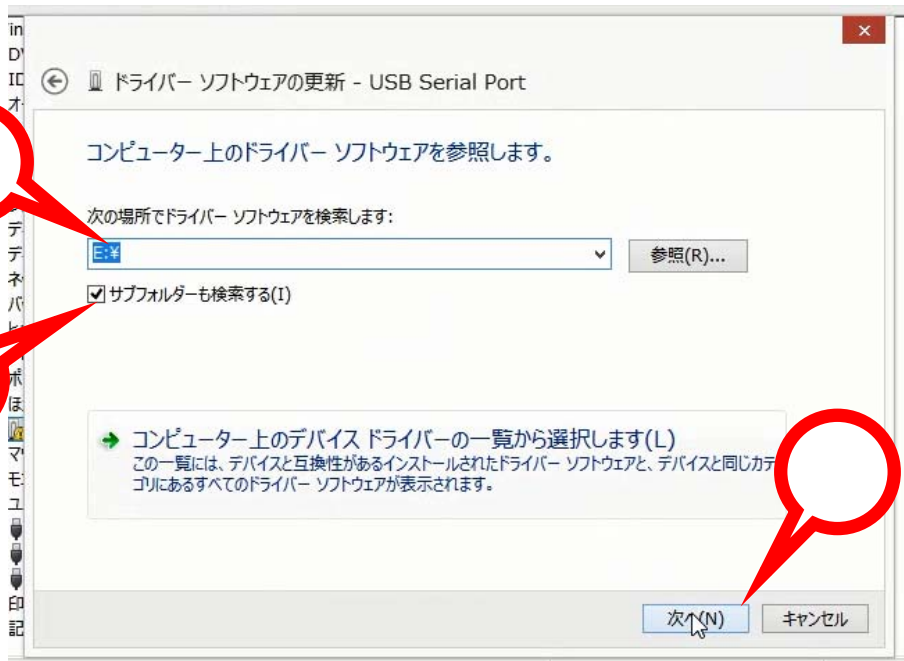 ドライバー ソフトウェアの更新 - USB Serial Port
コンピューター上のドライバー ソフトウェアを参照します。
次の場所でドライバー ソフトウェアを検索します:
E:¥
参照(R)...
サブフォルダーも検索する(I)
コンピューター上のデバイス ドライバーの一覧から選択します(L)
この一覧には、デバイスと互換性があるインストールされたドライバー ソフトウェアと、デバイスと同じカテ
ゴリにあるすべてのドライバー ソフトウェアが表示されます。
次へ(N)
キャンセル